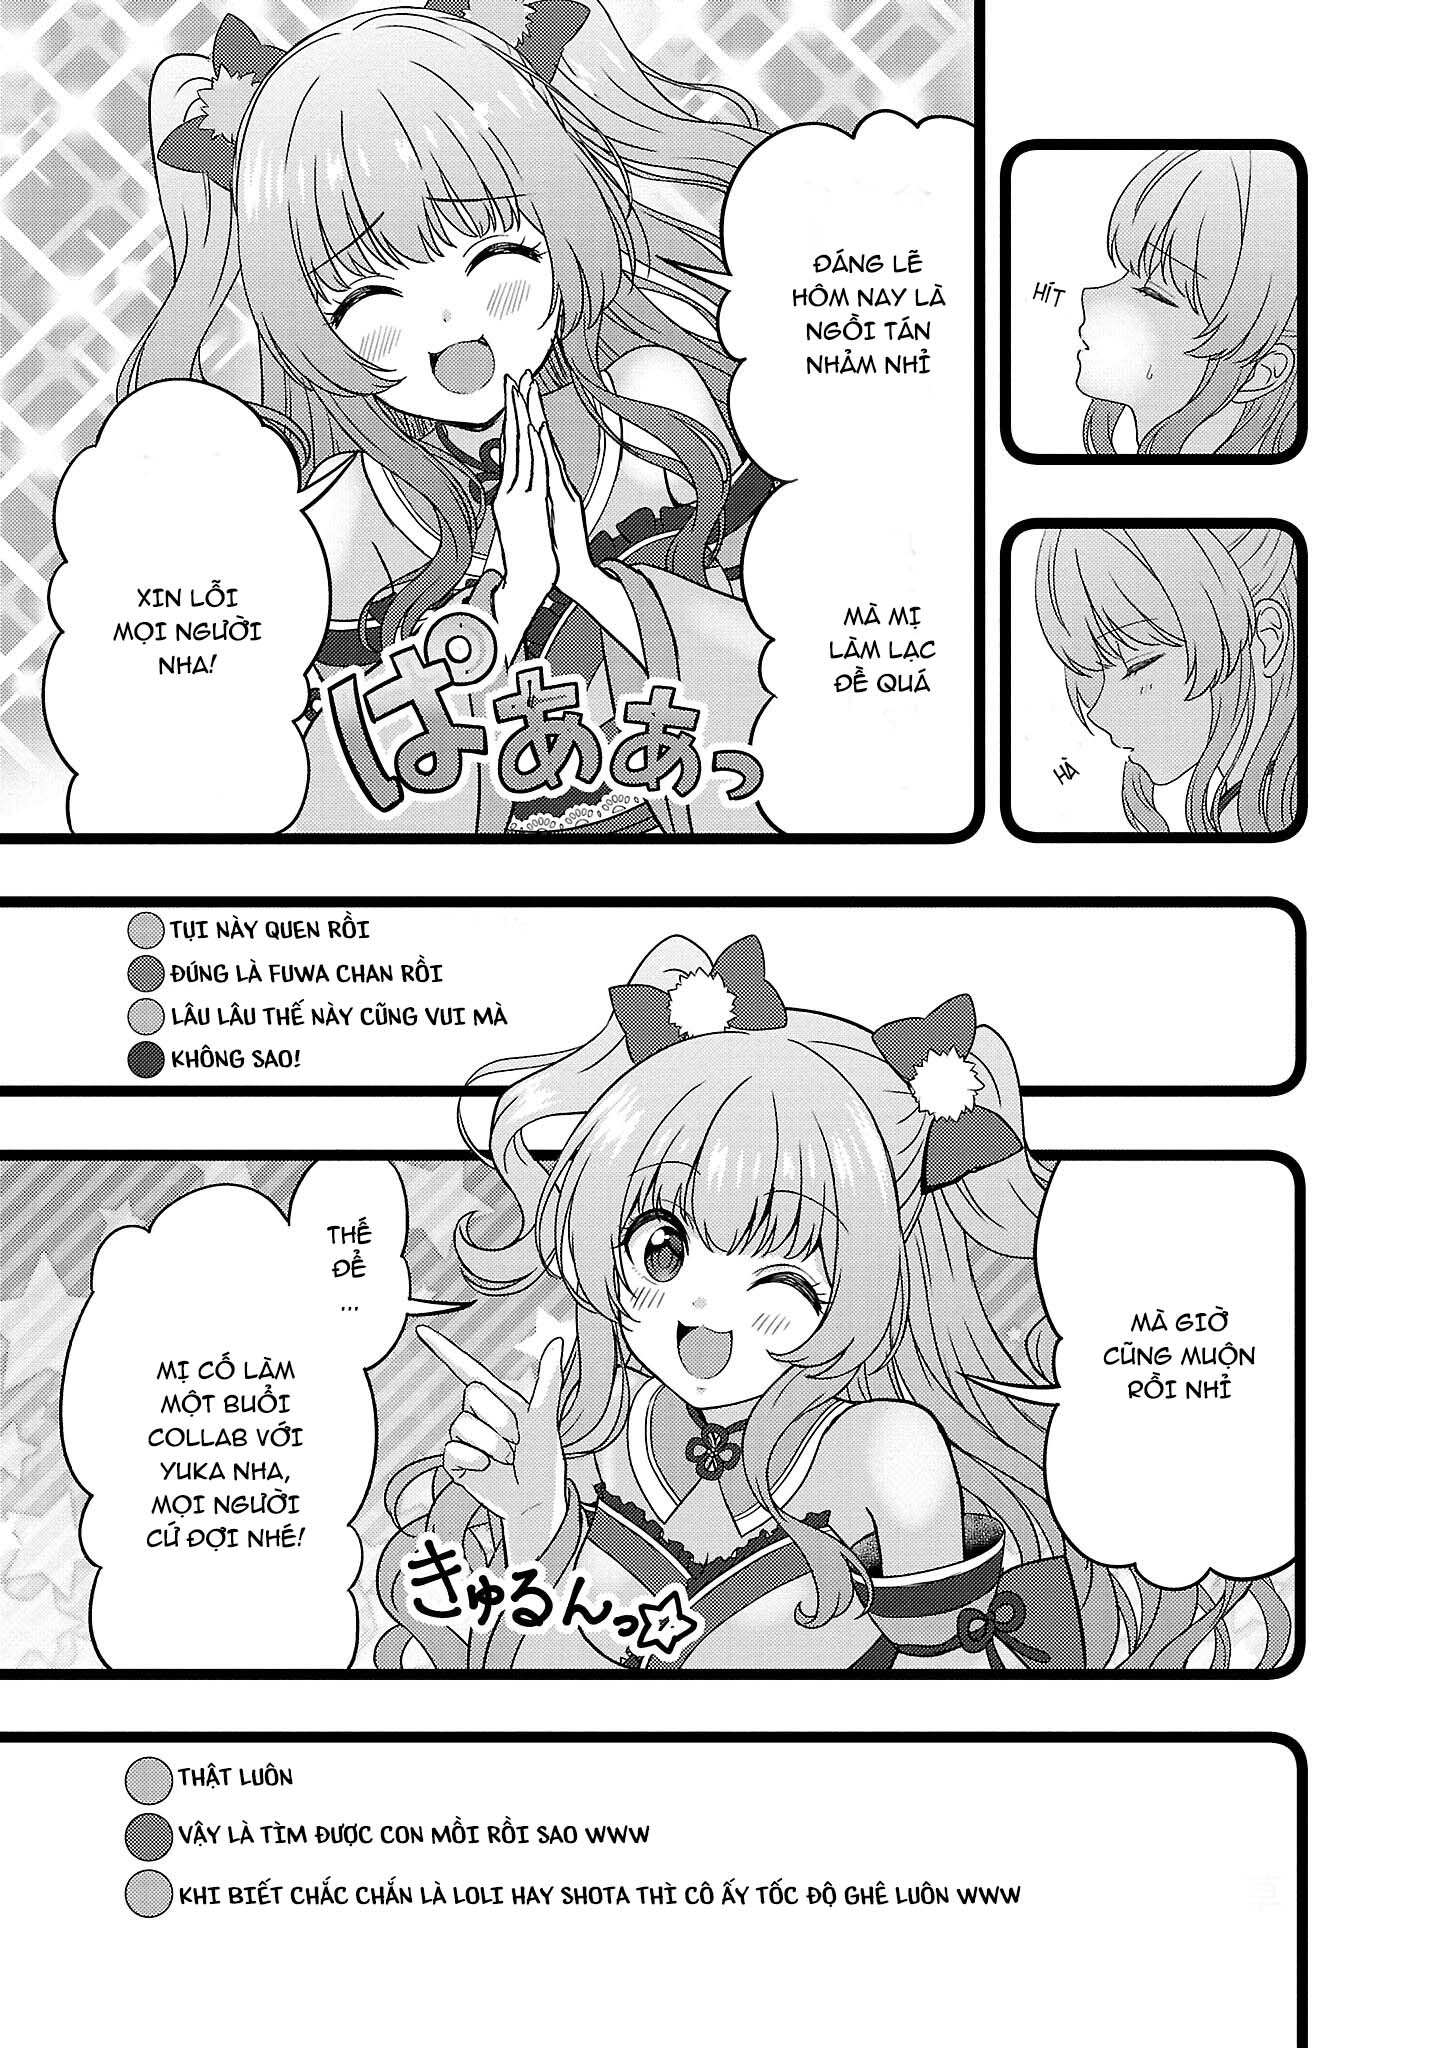 HÍT
HÀ
ĐÁNG LẼ
HÔM NAY LÀ
NGỒI TÁN
NHẢM NHỈ
MÀ MỊ
LÀM LẠC
ĐỀ QUÁ
XIN LỖI
MỌI NGƯỜI
NHA!
ぱぁぁぁっ
TỤI NÀY QUEN RỒI
ĐÚNG LÀ FUWA CHAN RỒI
LÂU LÂU THẾ NÀY CŨNG VUI MÀ
KHÔNG SAO!
MÀ GIỜ
CŨNG MUỘN
RỒI NHỈ
THẾ
ĐỂ
...
MỊ CỐ LÀM
MỘT BUỔI
COLLAB VỚI
YUKA NHA,
MỌI NGƯỜI
CỨ ĐỢI NHÉ!
きゅるんっ☆
THẬT LUÔN
VẬY LÀ TÌM ĐƯỢC CON MỒI RỒI SAO WWW
KHI BIẾT CHẮC CHẮN LÀ LOLI HAY SHOTA THÌ CÔ ẤY TỐC ĐỘ GHÊ LUÔN WWW